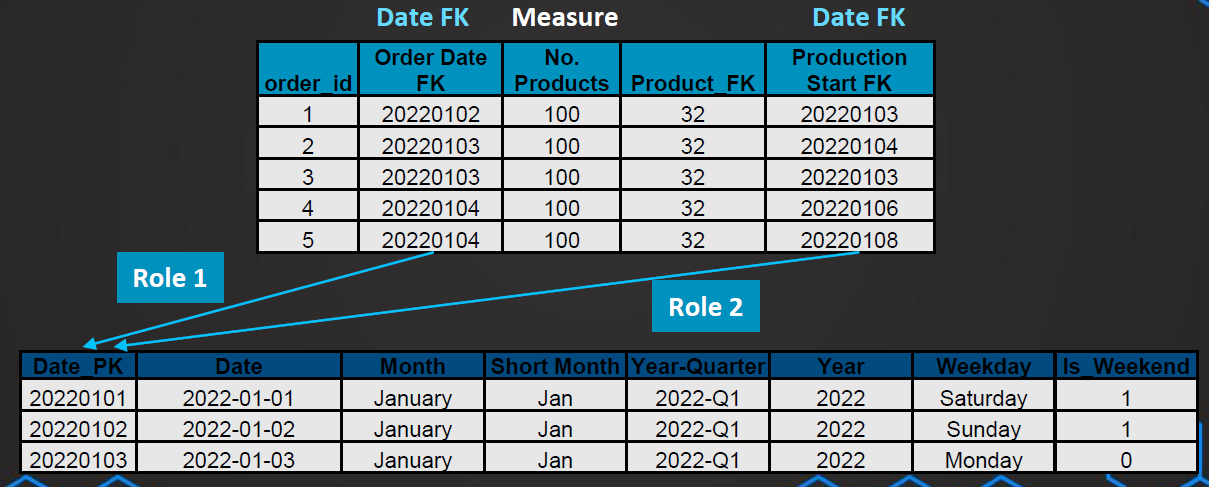 Date FK Measure Date FK
order_id Order Date FK No. Products Product_FK Production Start FK
1 20220102 100 32 20220103
2 20220103 100 32 20220104
3 20220103 100 32 20220103
4 20220104 100 32 20220106
5 20220104 100 32 20220108
Role 1
Role 2
Date_PK Date Month Short Month Year-Quarter Year Weekday Is_Weekend
20220101 2022-01-01 January Jan 2022-Q1 2022 Saturday 1
20220102 2022-01-02 January Jan 2022-Q1 2022 Sunday 1
20220103 2022-01-03 January Jan 2022-Q1 2022 Monday 0